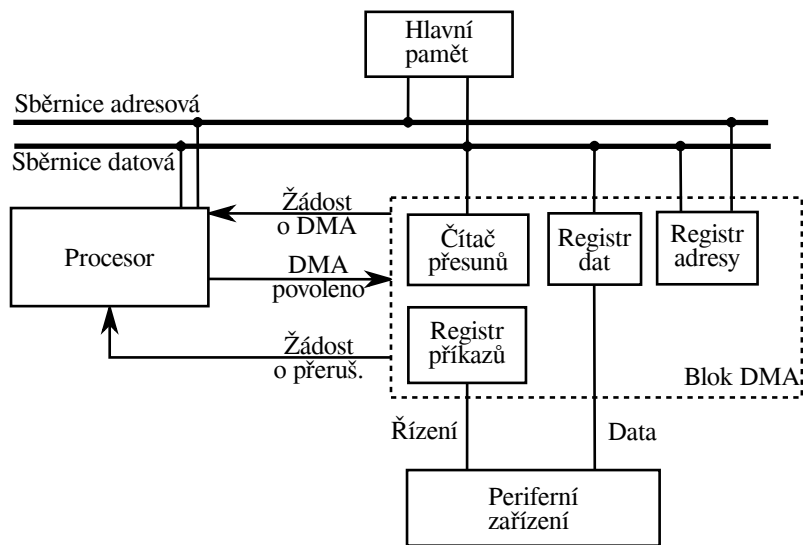 Hlavní
pamět
Sběrnice adresová
Sběrnice datová
Procesor
Žádost
o DMA
DMA
povoleno
Žádost
o přeruš.
Čítač
přesunů
Registr
dat
Registr
adresy
Registr
příkazů
Blok DMA
Řízení
Data
Periferní
zařízení